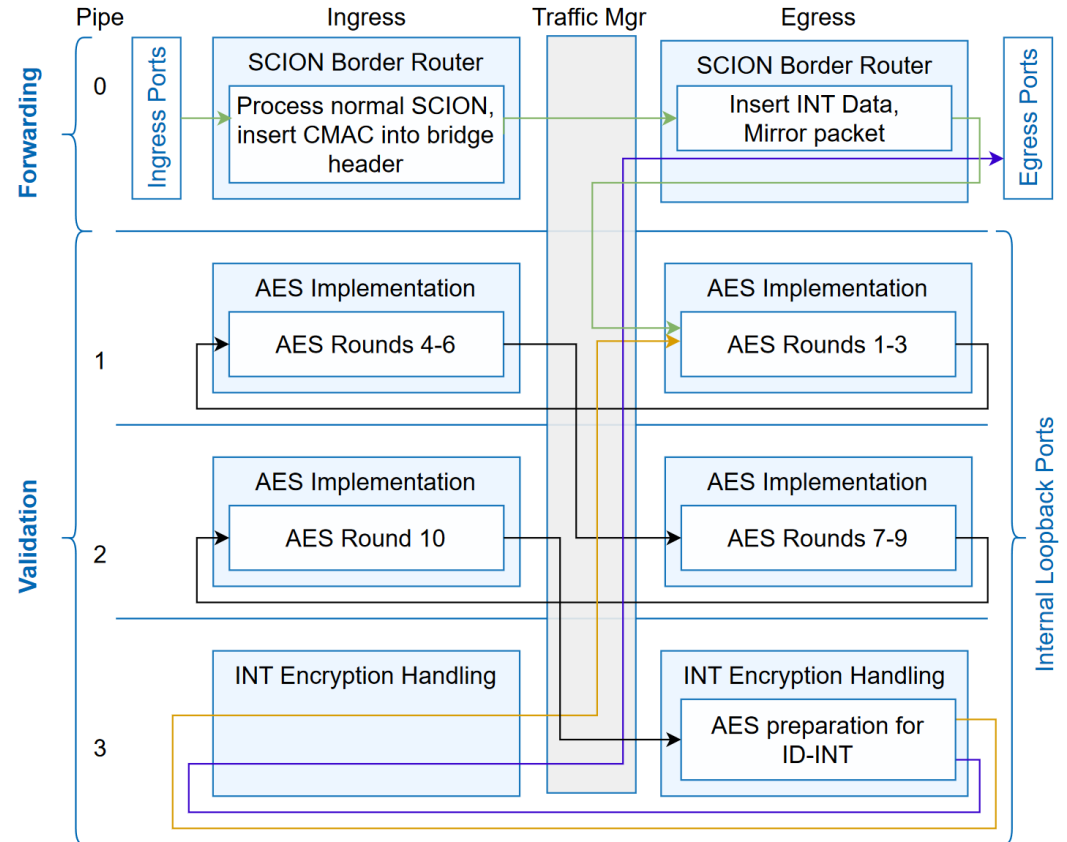 Pipe
Ingress
Traffic Mgr
Egress
Forwarding
0
Ingress Ports
SCION Border Router
Process normal SCION,
insert CMAC into bridge
header
SCION Border Router
Insert INT Data,
Mirror packet
Egress Ports
Validation
1
AES Implementation
AES Rounds 4-6
AES Implementation
AES Rounds 1-3
2
AES Implementation
AES Round 10
AES Implementation
AES Rounds 7-9
Internal Loopback Ports
3
INT Encryption Handling
INT Encryption Handling
AES preparation for
ID-INT